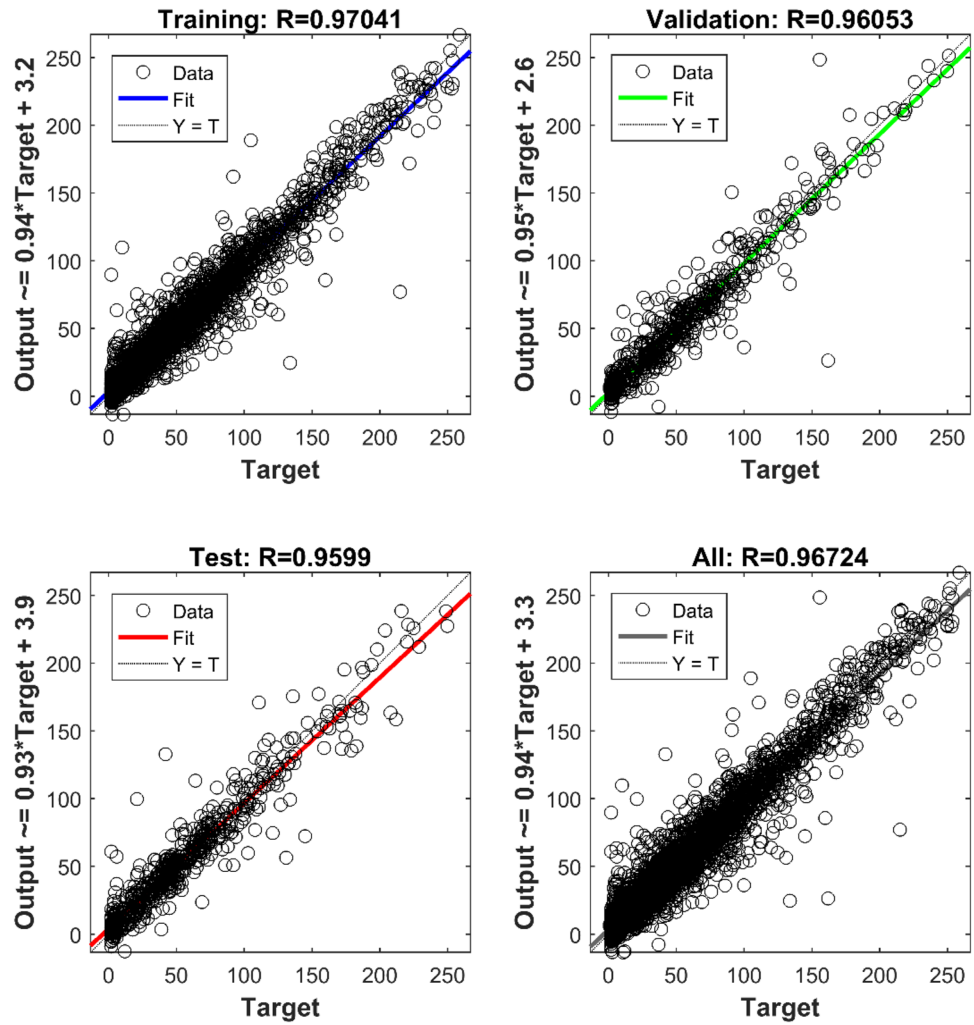 Training: R=0.97041
Output ~= 0.94*Target + 3.2
250
200
150
100
50
0
Data
Fit
Y = T
0 50 100 150 200 250
Target
Validation: R=0.96053
Output ~= 0.95*Target + 2.6
250
200
150
100
50
0
Data
Fit
Y = T
0 50 100 150 200 250
Target
Test: R=0.9599
Output ~= 0.93*Target + 3.9
250
200
150
100
50
0
Data
Fit
Y = T
0 50 100 150 200 250
Target
All: R=0.96724
Output ~= 0.94*Target + 3.3
250
200
150
100
50
0
Data
Fit
Y = T
0 50 100 150 200 250
Target